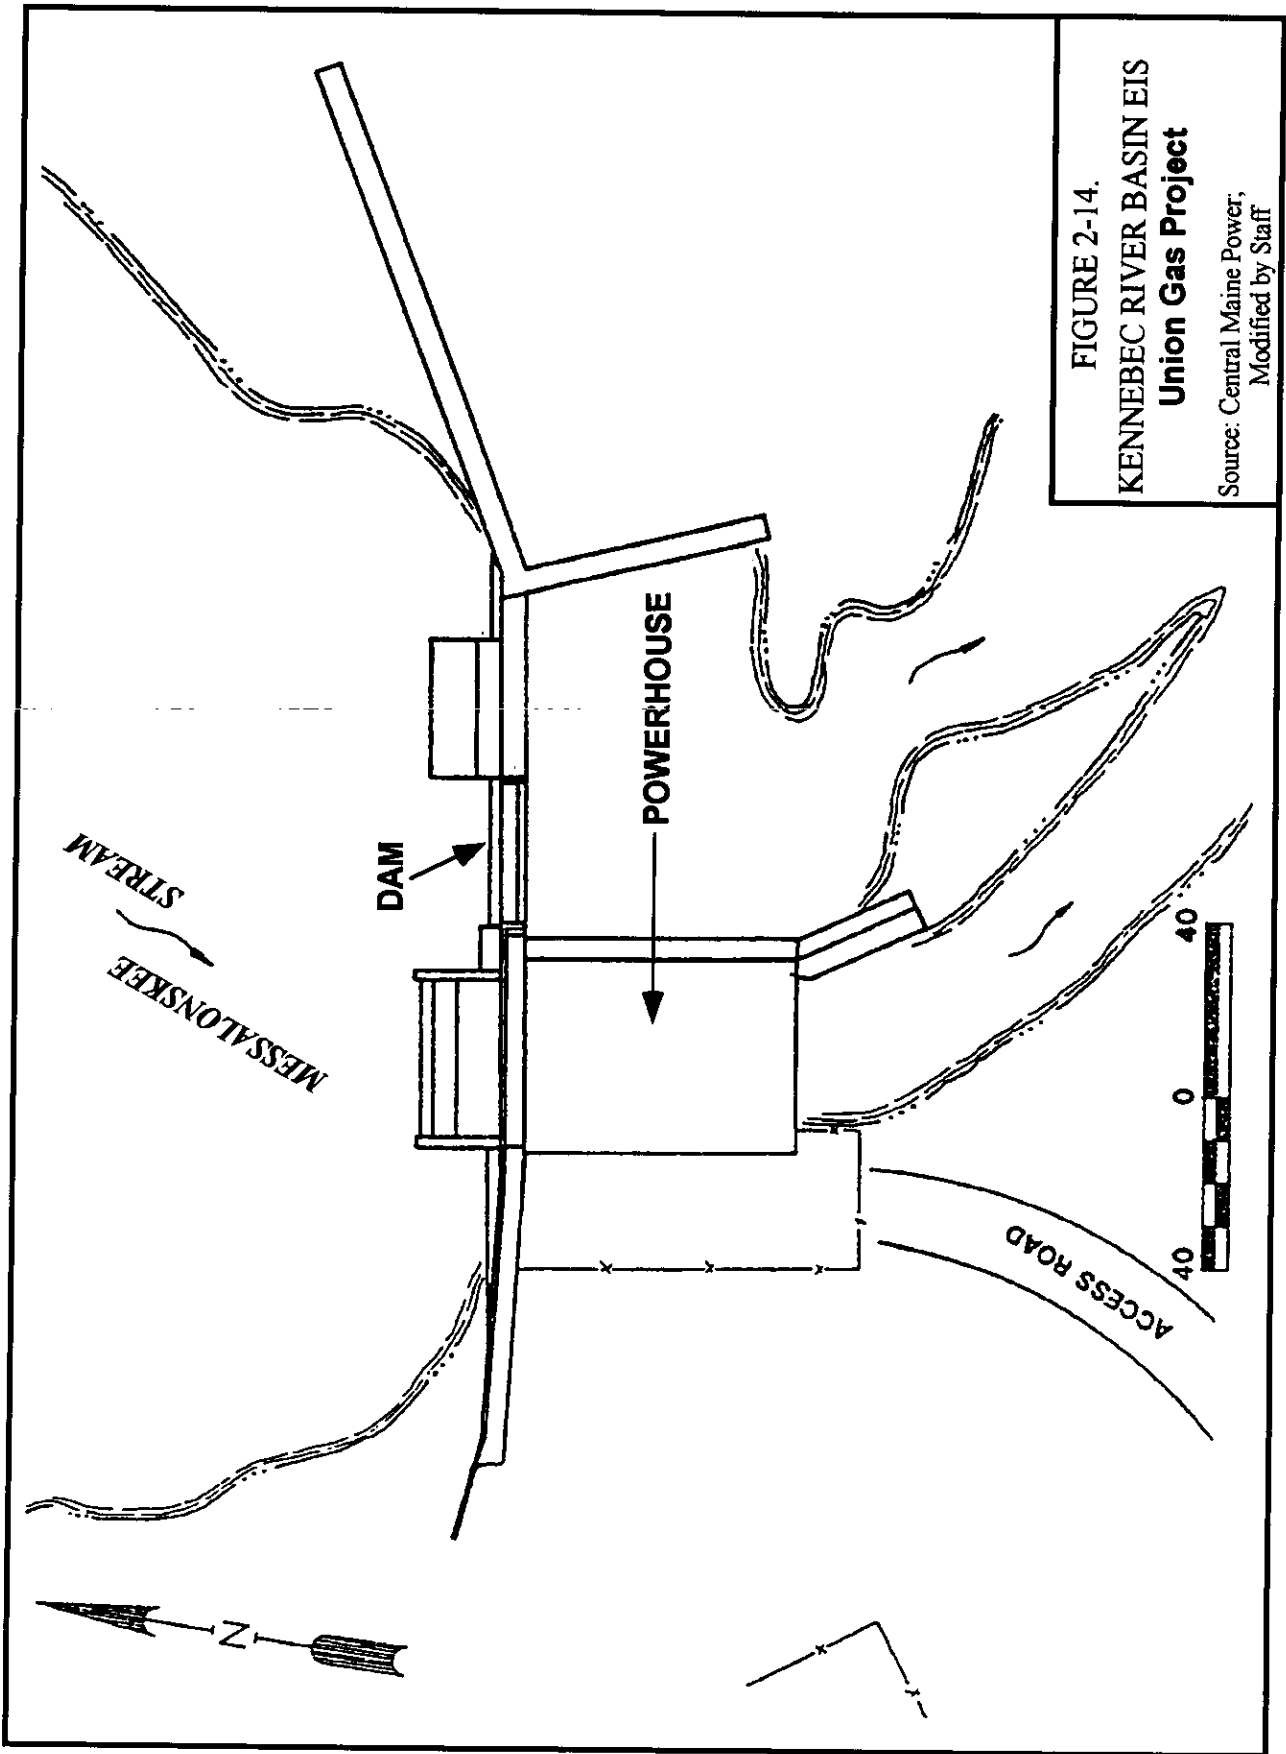 MESSALONSKEE
STREAM
DAM
POWERHOUSE
ACCESS ROAD
N
40
0
40
FIGURE 2-14.
KENNEBEC RIVER BASIN EIS
Union Gas Project
Source: Central Maine Power;
Modified by Staff